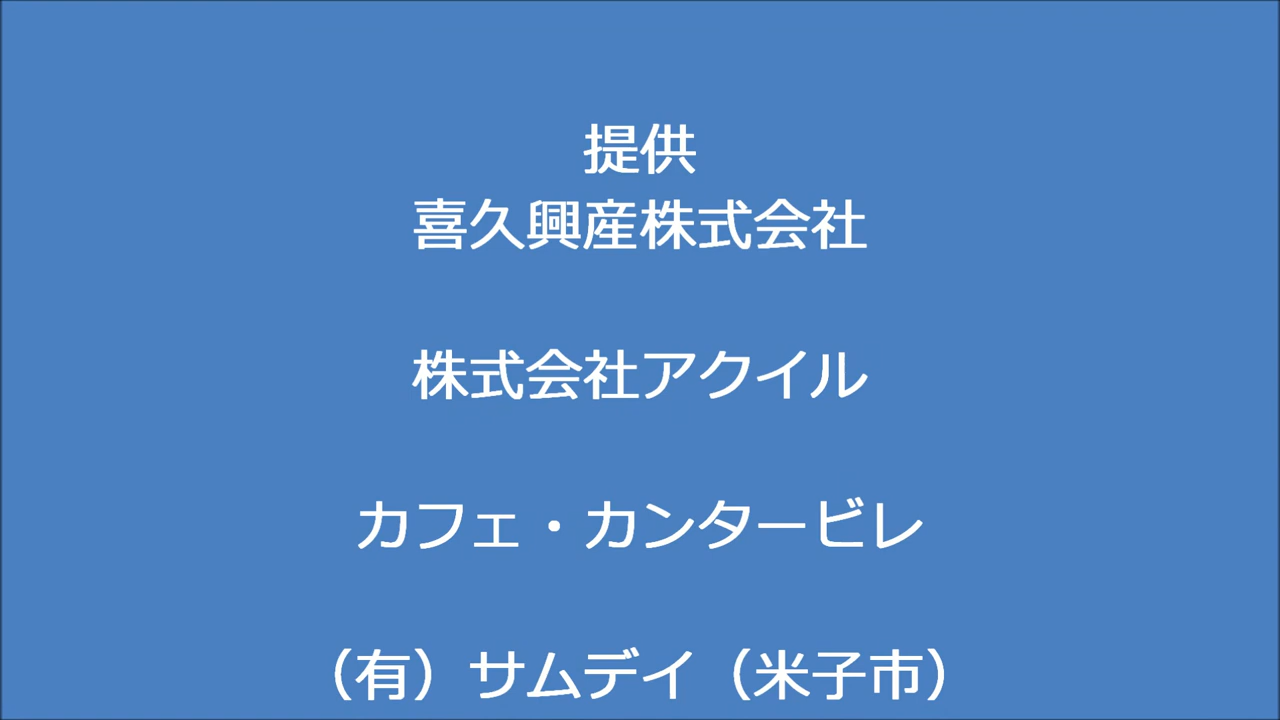 提供
喜久興産株式会社
株式会社アクイル
カフェ・カンタービレ
（有）サムデイ（米子市）